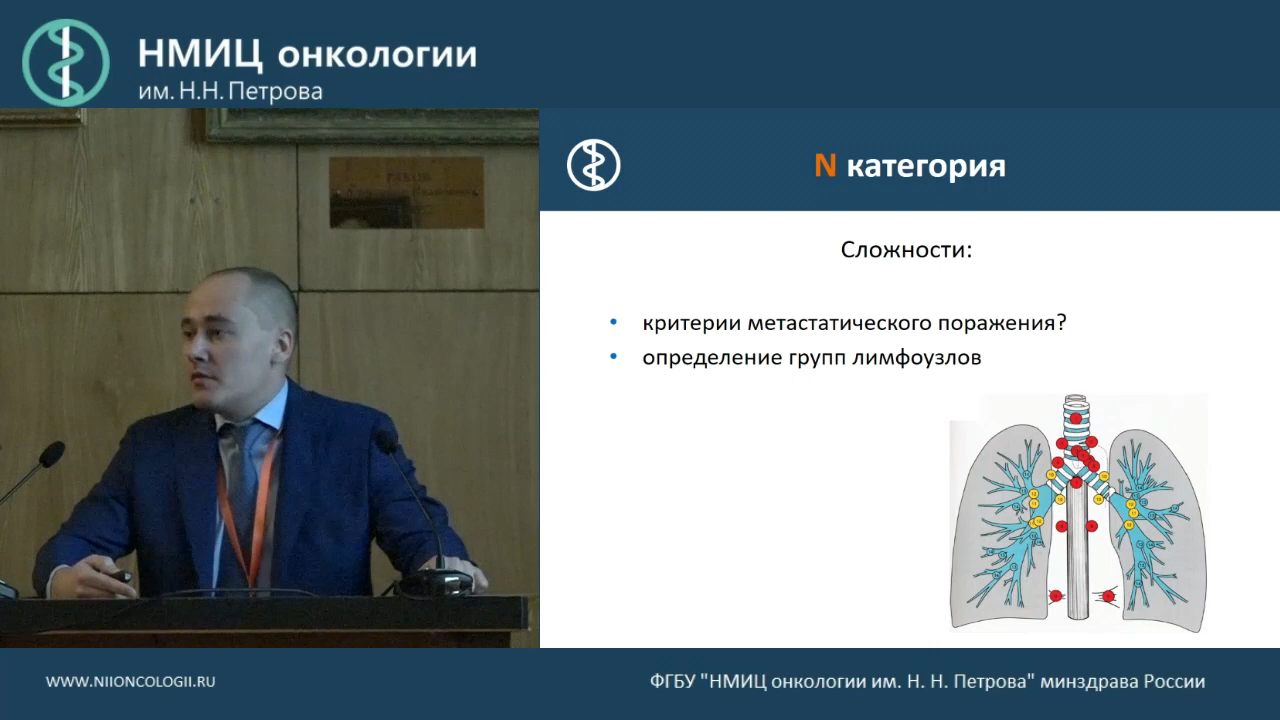 НМИЦ онкологии
им. Н.Н. Петрова
N категория
Сложности:
• критерии метастатического поражения?
• определение групп лимфоузлов
WWW.NIIONCOLOGII.RU
ФГБУ "НМИЦ онкологии им. Н. Н. Петрова" минздрава России